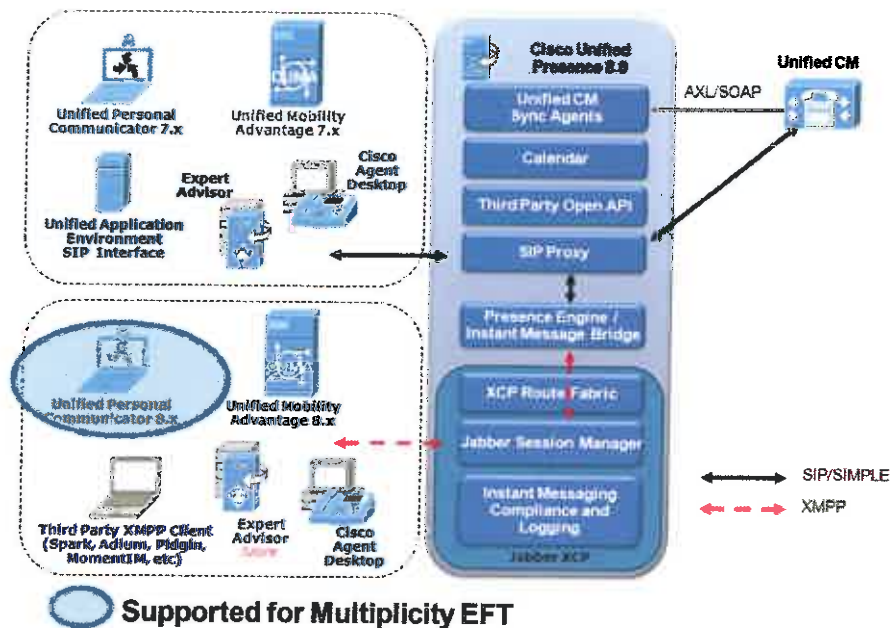 Unified Personal
Communicator 7.x
Unified Mobility
Advantage 7.x
Unified Application
Environment
SIP Interface
Expert
Advisor
Cisco
Agent
Desktop
Unified Personal
Communicator 8.x
Unified Mobility
Advantage 8.x
Third Party XMPP Client
(Spark, Adium, Pidgin,
MomentIM, etc)
Expert
Advisor
Cisco
Agent
Desktop
Cisco Unified
Presence 8.0
Unified CM
Sync Agents
Calendar
Third Party Open API
SIP Proxy
Presence Engine /
Instant Message Bridge
XCP Route Fabric
Jabber Session Manager
Instant Messaging
Compliance and
Logging
Jabber XCP
AXL/SOAP
Unified CM
SIP/SIMPLE
XMPP
Supported for Multiplicity EFT